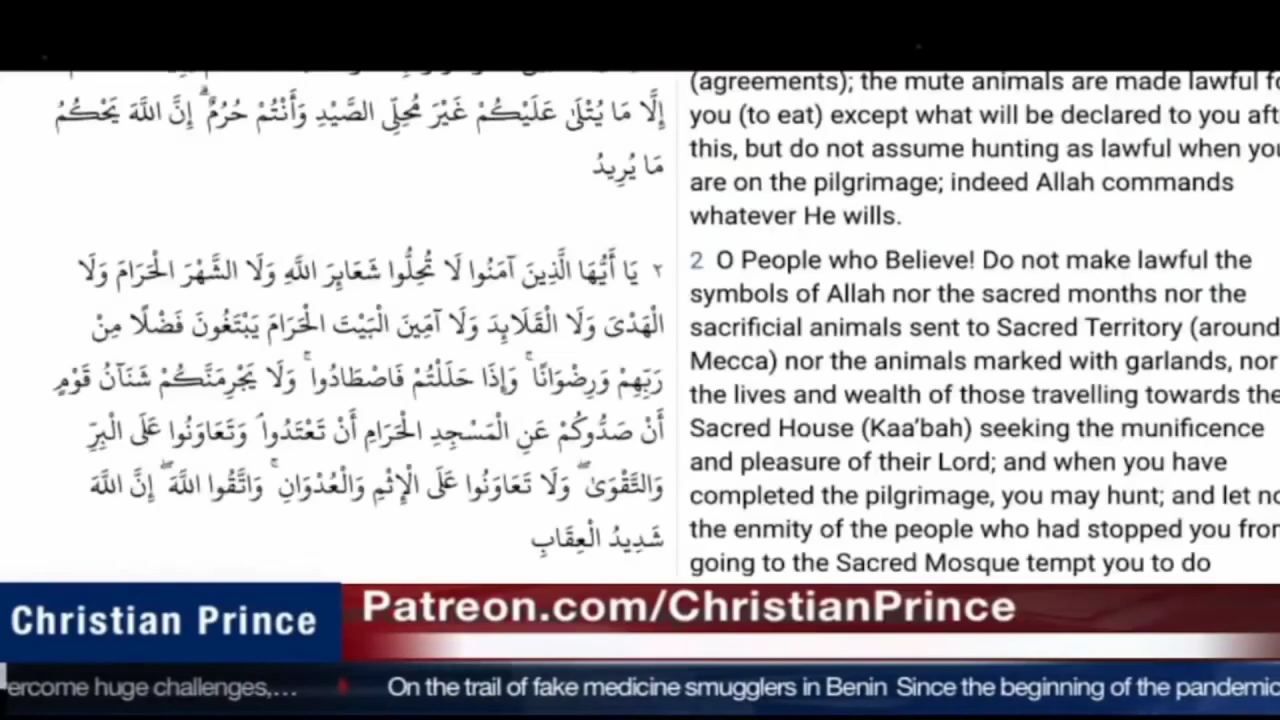 إِلَّا مَا يُتْلَىٰ عَلَيْكُمْ غَيْرَ مُحِلِّي الصَّيْدِ وَأَنْتُمْ حُرُمٌ ۗ إِنَّ اللَّهَ يَحْكُمُ
مَا يُرِيدُ
٢ يَا أَيُّهَا الَّذِينَ آمَنُوا لَا تُحِلُّوا شَعَايِرَ اللَّهِ وَلَا الشَّهْرَ الْحَرَامَ وَلَا
الْهَدْىَ وَلَا الْقَلَايِدَ وَلَا آمِّينَ الْبَيْتَ الْحَرَامَ يَبْتَغُونَ فَضْلًا مِنْ
رَبِّهِمْ وَرِضْوَانًا ۚ وَإِذَا حَلَلْتُمْ فَاصْطَادُوا ۚ وَلَا يَجْرِمَنَّكُمْ شَنَآنُ قَوْمٍ
أَنْ صَدُّوكُمْ عَنِ الْمَسْجِدِ الْحَرَامِ أَنْ تَعْتَدُوا ۘ وَتَعَاوَنُوا عَلَى الْبِرِّ
وَالتَّقْوَىٰ ۖ وَلَا تَعَاوَنُوا عَلَى الْإِثْمِ وَالْعُدْوَانِ ۚ وَاتَّقُوا اللَّهَ ۖ إِنَّ اللَّهَ
شَدِيدُ الْعِقَابِ
(agreements); the mute animals are made lawful fo
you (to eat) except what will be declared to you aft
this, but do not assume hunting as lawful when you
are on the pilgrimage; indeed Allah commands
whatever He wills.
2 O People who Believe! Do not make lawful the
symbols of Allah nor the sacred months nor the
sacrificial animals sent to Sacred Territory (around
Mecca) nor the animals marked with garlands, nor
the lives and wealth of those travelling towards the
Sacred House (Kaa'bah) seeking the munificence
and pleasure of their Lord; and when you have
completed the pilgrimage, you may hunt; and let no
the enmity of the people who had stopped you from
going to the Sacred Mosque tempt you to do
Christian Prince
Patreon.com/ChristianPrince
ercome huge challenges,... On the trail of fake medicine smugglers in Benin Since the beginning of the pandemic